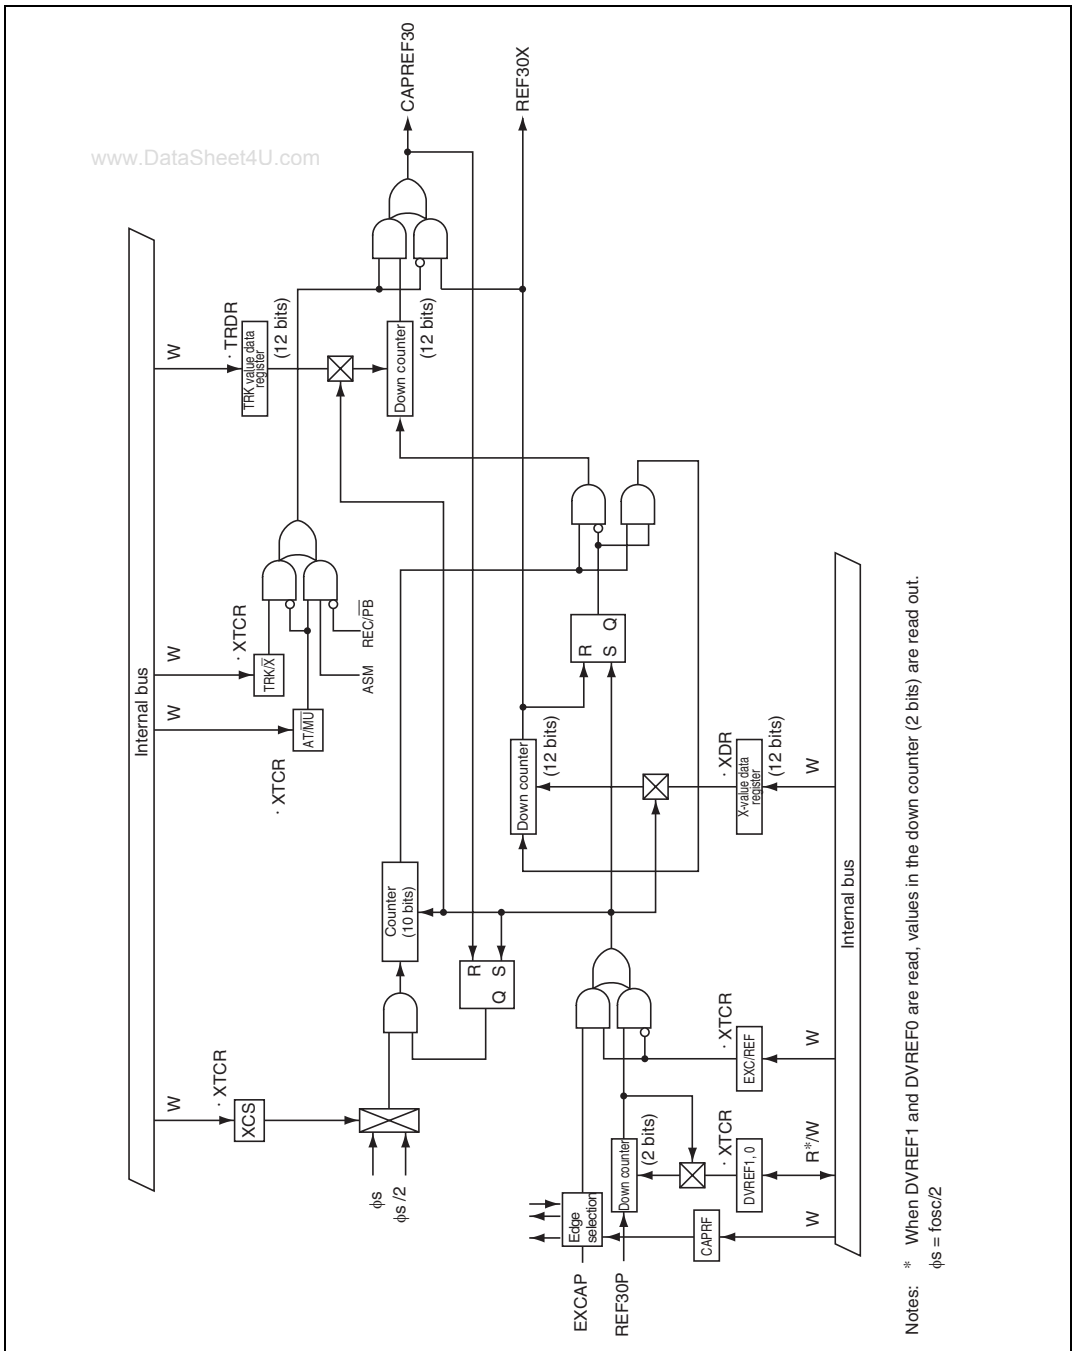 www.DataSheet4U.com
Internal bus
W
· XTCR
XCS
φs
φs /2
W
· XTCR
AT/M̅U̅
W
· XTCR
TRK/X̅
ASM
REC/P̅B̅
W
· TRDR
TRK value data
register
(12 bits)
Down counter
(12 bits)
CAPREF30
REF30X
Counter
(10 bits)
R
S
Q
R
S
Q
Down counter
(12 bits)
· XDR
X-value data
register
(12 bits)
W
EXCAP
REF30P
Edge
selection
Down counter
(2 bits)
CAPRF
W
· XTCR
DVREF1, 0
R*/W
· XTCR
EXC/REF
W
Internal bus
Notes: * When DVREF1 and DVREF0 are read, values in the down counter (2 bits) are read out.
φs = fosc/2